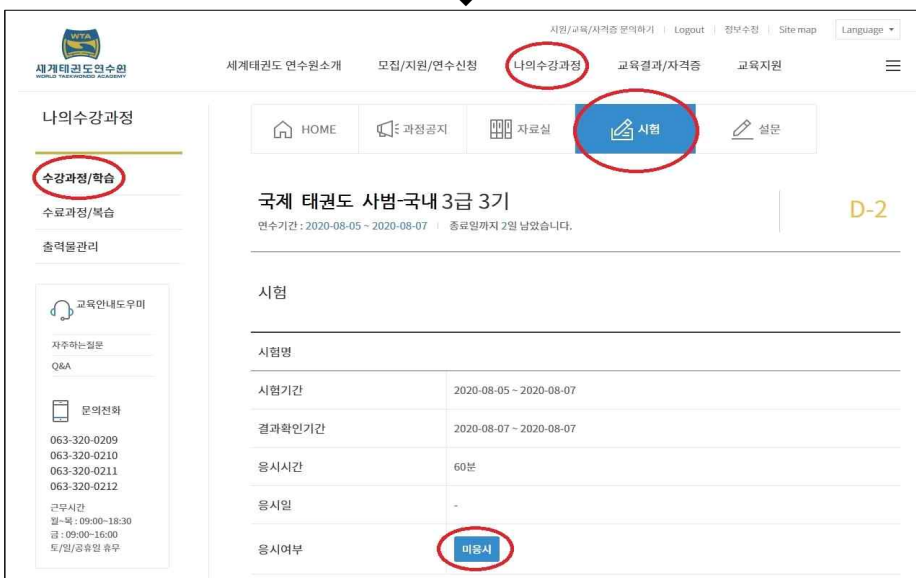 지원/교육/자격증 문의하기 | Logout | 정보수정 | Site map Language
WTA
세계태권도연수원
WORLD TAEKWONDO ACADEMY
세계태권도 연수원소개 모집/지원/연수신청 나의수강과정 교육결과/자격증 교육지원
나의수강과정
수강과정/학습
수료과정/복습
출력물관리
교육안내도우미
자주하는질문
Q&A
문의전화
063-320-0209
063-320-0210
063-320-0211
063-320-0212
근무시간
월~목 : 09:00~18:30
금 : 09:00~16:00
토/일/공휴일 휴무
HOME 과정공지 자료실 시험 설문
국제 태권도 사범-국내 3급 3기
D-2
연수기간 : 2020-08-05 ~ 2020-08-07 | 종료일까지 2일 남았습니다.
시험
시험명
시험기간 2020-08-05 ~ 2020-08-07
결과확인기간 2020-08-07 ~ 2020-08-07
응시시간 60분
응시일 -
응시여부 미응시